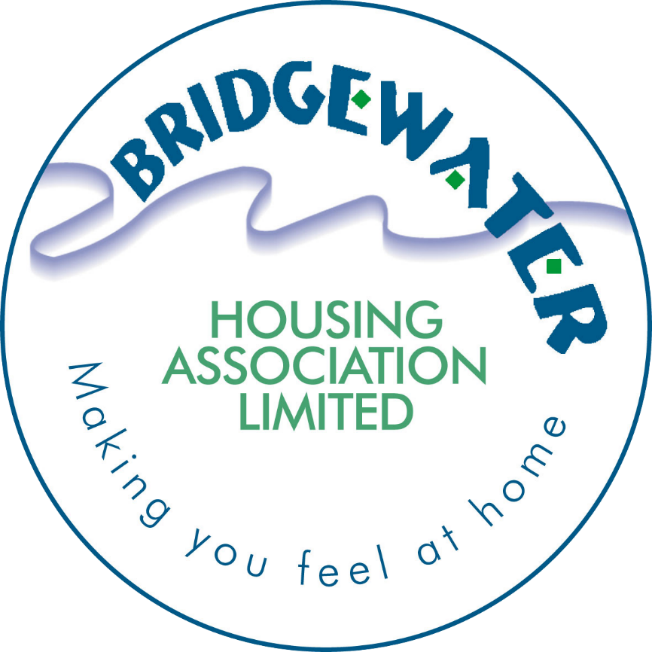 BRIDGEWATER
HOUSING
ASSOCIATION
LIMITED
Making you feel at home